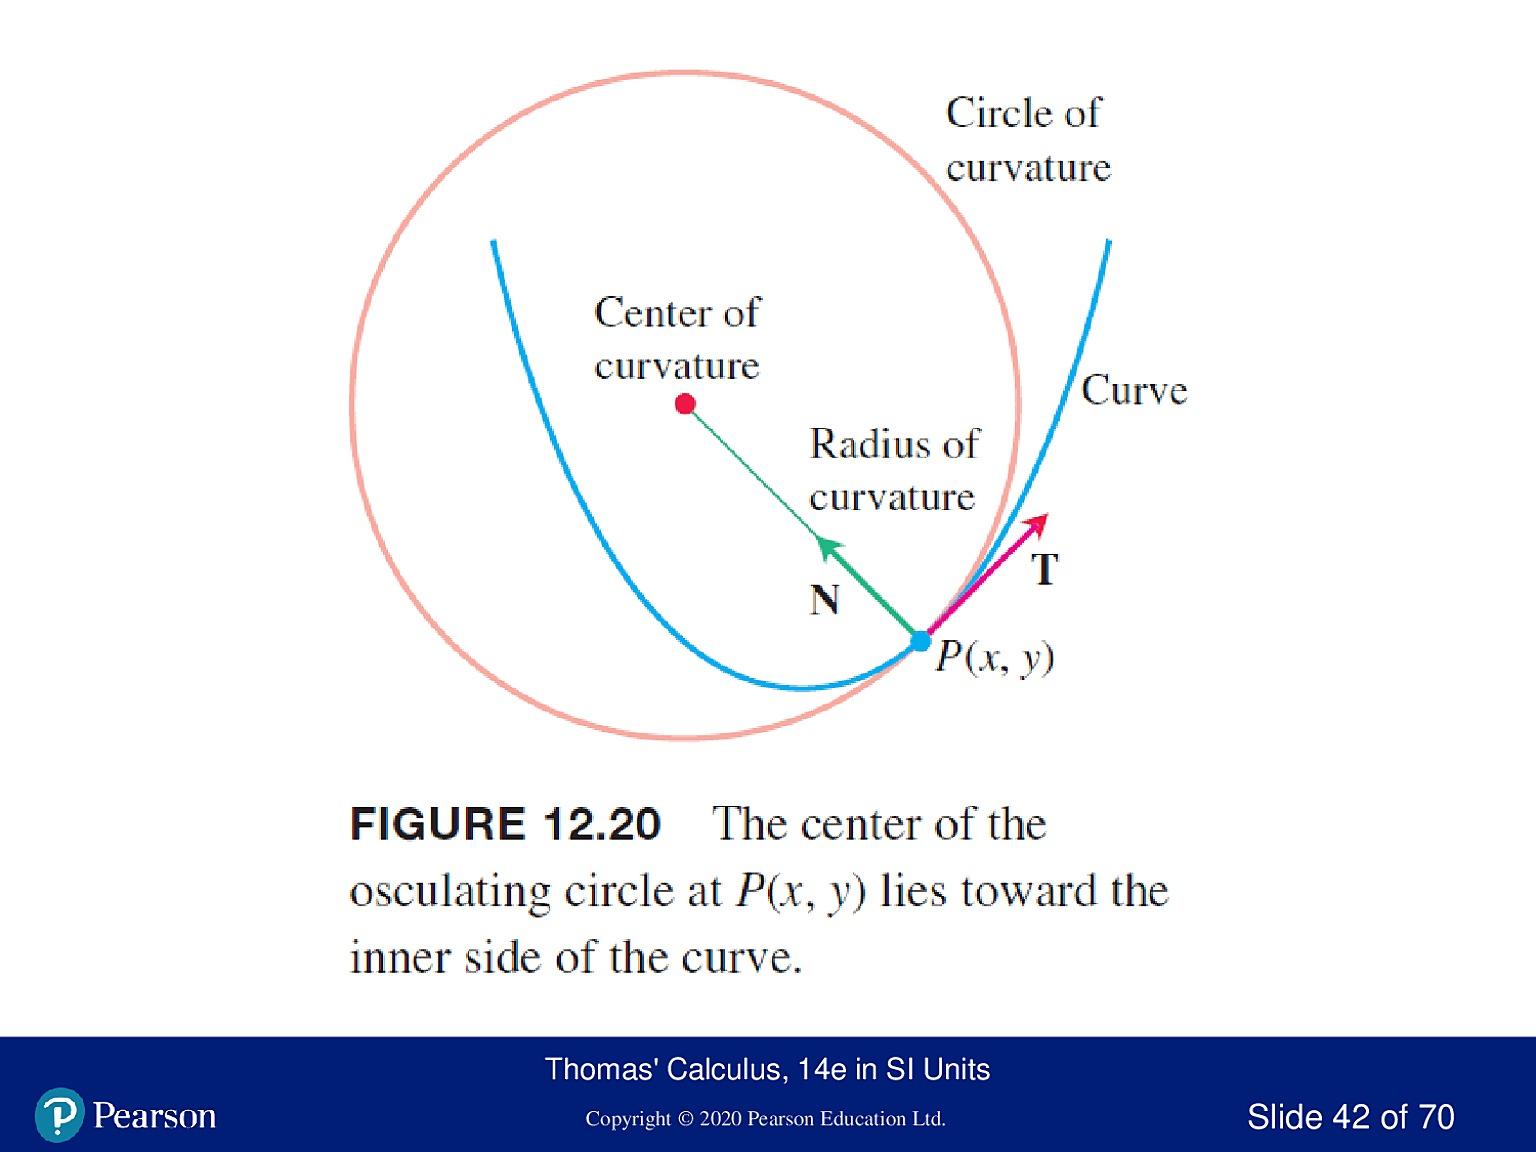 Circle of
curvature
Center of
curvature
Curve
Radius of
curvature
T
N
P(x, y)
FIGURE 12.20 The center of the
osculating circle at P(x, y) lies toward the
inner side of the curve.
Thomas' Calculus, 14e in SI Units
Pearson
Copyright © 2020 Pearson Education Ltd.
Slide 42 of 70